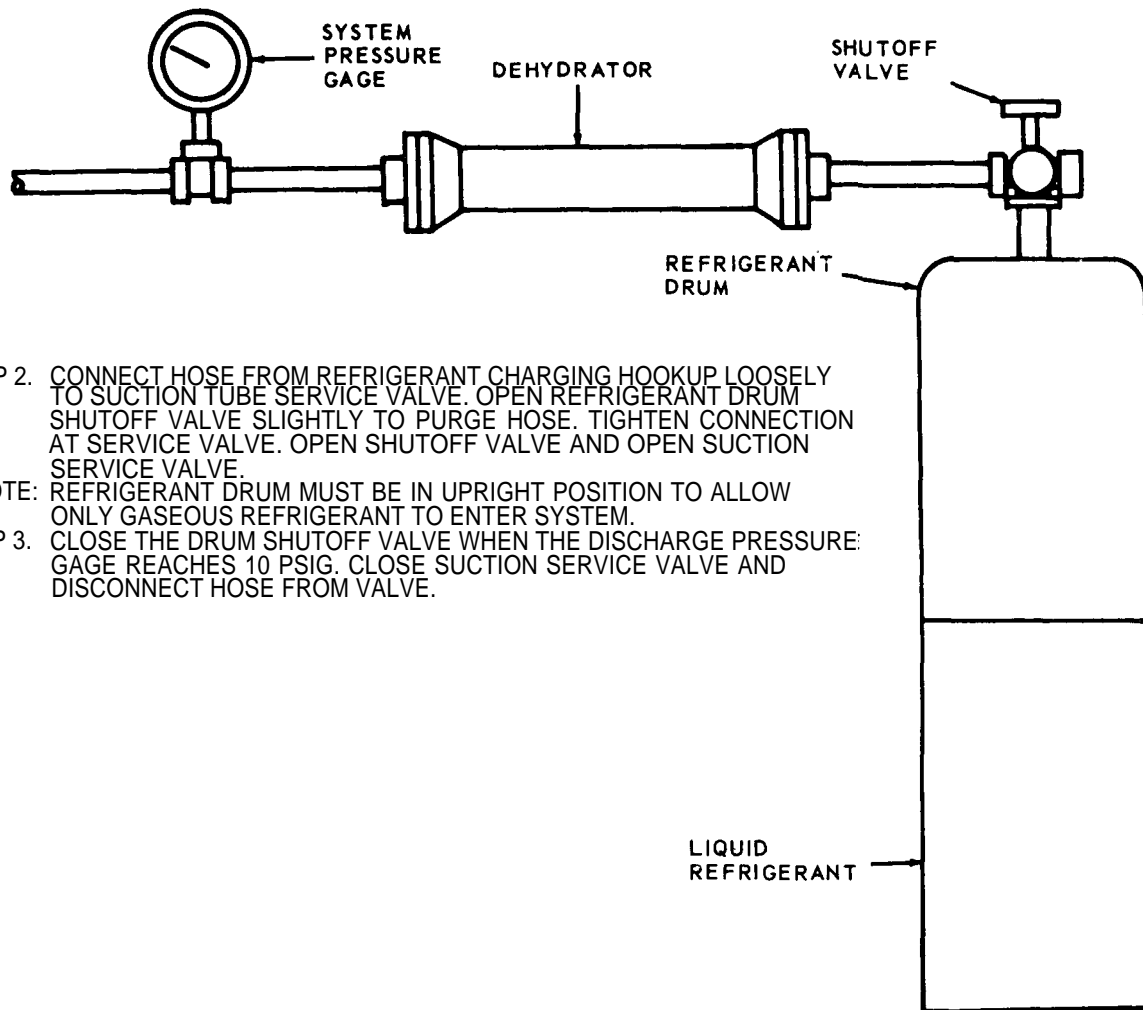 SYSTEM
PRESSURE
GAGE
DEHYDRATOR
SHUTOFF
VALVE
REFRIGERANT
DRUM
P 2. CONNECT HOSE FROM REFRIGERANT CHARGING HOOKUP LOOSELY
TO SUCTION TUBE SERVICE VALVE. OPEN REFRIGERANT DRUM
SHUTOFF VALVE SLIGHTLY TO PURGE HOSE. TIGHTEN CONNECTION
AT SERVICE VALVE. OPEN SHUTOFF VALVE AND OPEN SUCTION
SERVICE VALVE.
OTE: REFRIGERANT DRUM MUST BE IN UPRIGHT POSITION TO ALLOW
ONLY GASEOUS REFRIGERANT TO ENTER SYSTEM.
P 3. CLOSE THE DRUM SHUTOFF VALVE WHEN THE DISCHARGE PRESSURE
GAGE REACHES 10 PSIG. CLOSE SUCTION SERVICE VALVE AND
DISCONNECT HOSE FROM VALVE.
LIQUID
REFRIGERANT